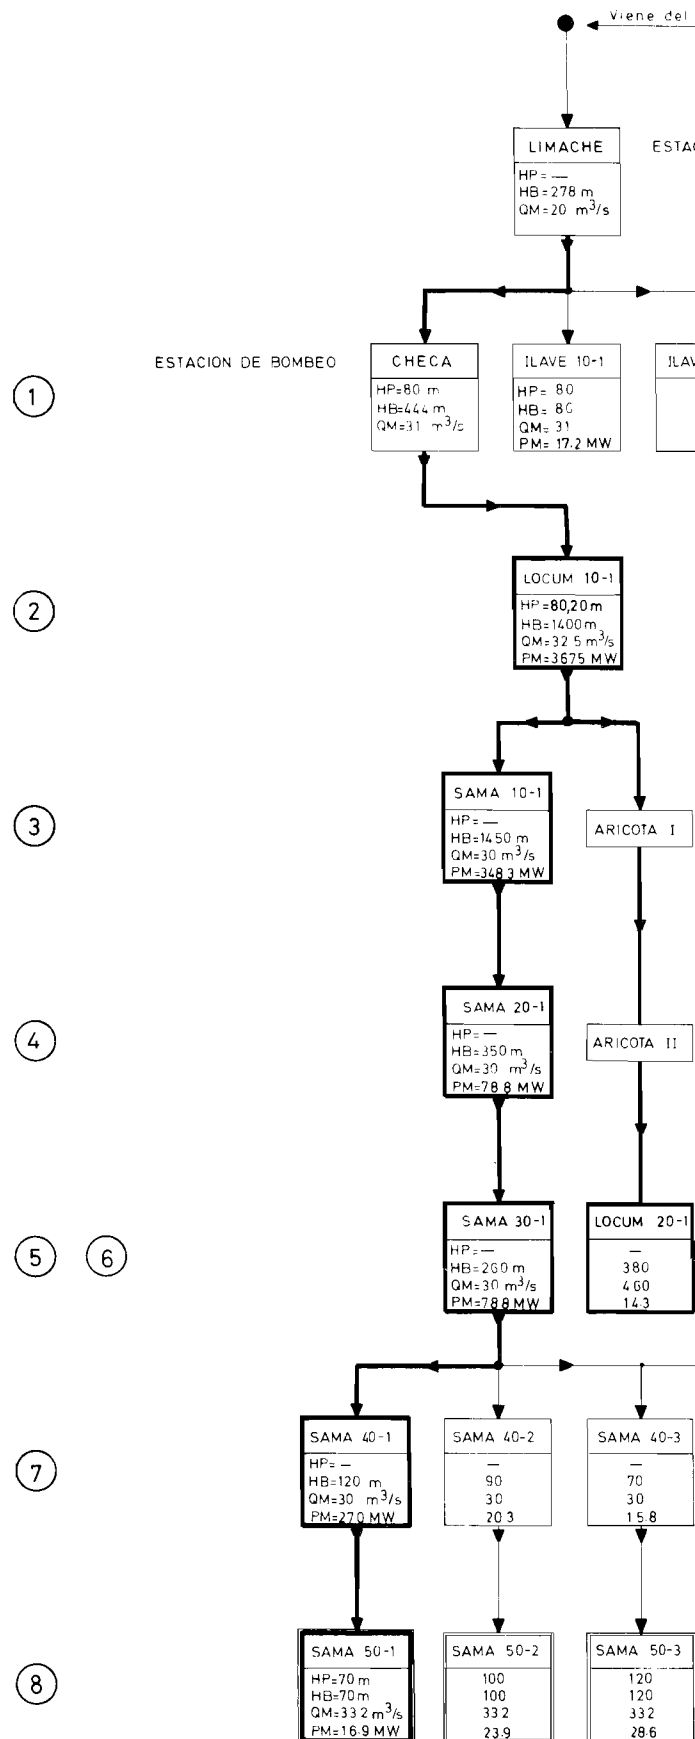 Viene del
LIMACHE
ESTAC
HP= —
HB=278 m
QM=20 m³/s
ESTACION DE BOMBEO
CHECA
HP=80 m
HB=444 m
QM=31 m³/s
ILAVE 10-1
HP= 80
HB= 80
QM= 31
PM= 17.2 MW
ILAV
1
LOCUM 10-1
HP=80,20m
HB=1400m
QM=32.5 m³/s
PM=367.5 MW
2
SAMA 10-1
HP=—
HB=1450 m
QM=30 m³/s
PM=348.3 MW
ARICOTA I
3
SAMA 20-1
HP=—
HB=350 m
QM=30 m³/s
PM=78.8 MW
ARICOTA II
4
SAMA 30-1
HP=—
HB=260 m
QM=30 m³/s
PM=78.8 MW
LOCUM 20-1
—
380
4.60
14.3
5 6
SAMA 40-1
HP= —
HB=120 m
QM=30 m³/s
PM=27.0 MW
SAMA 40-2
—
90
30
20.3
SAMA 40-3
—
70
30
15.8
7
SAMA 50-1
HP=70 m
HB=70 m
QM=33.2 m³/s
PM=16.9 MW
SAMA 50-2
100
100
33.2
23.9
SAMA 50-3
120
120
33.2
28.6
8